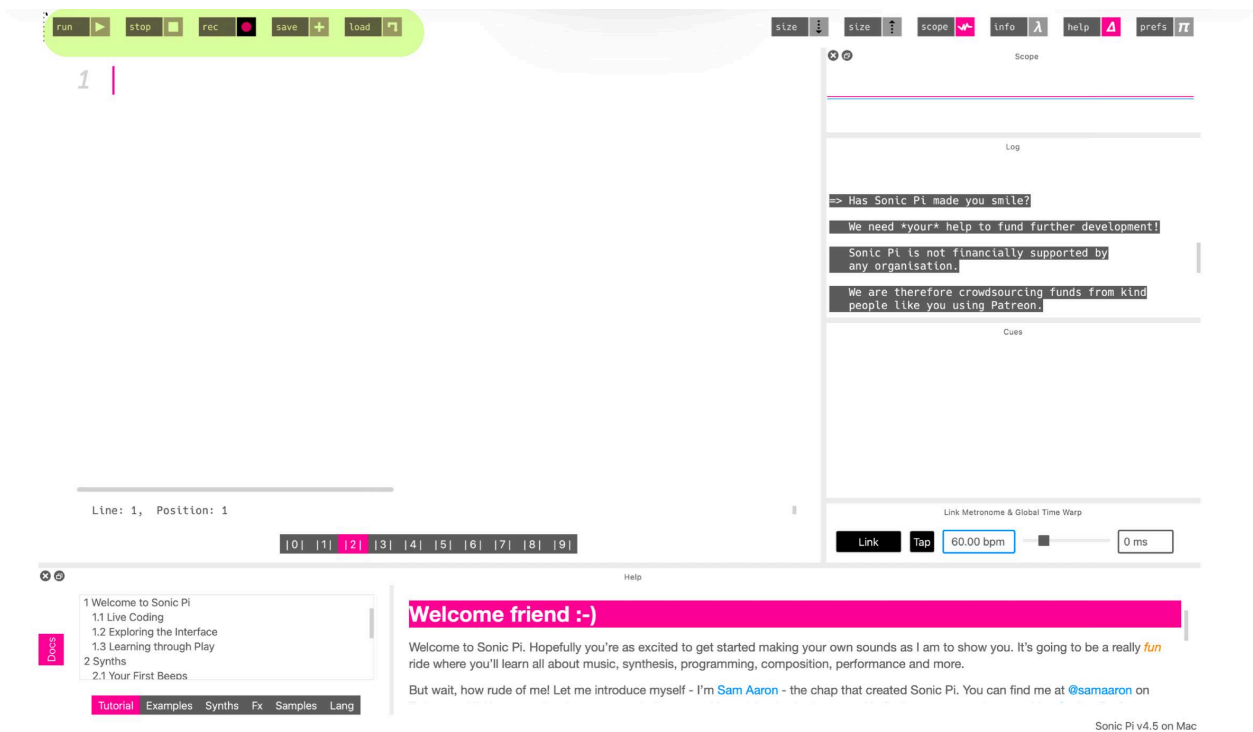 run stop rec save load size size scope info λ help Δ prefs π
Scope
1
Log
=> Has Sonic Pi made you smile?
We need *your* help to fund further development!
Sonic Pi is not financially supported by
any organisation.
We are therefore crowdsourcing funds from kind
people like you using Patreon.
Cues
Line: 1, Position: 1
Link Metronome & Global Time Warp
|0| |1| |2| |3| |4| |5| |6| |7| |8| |9|
Link Tap 60.00 bpm 0 ms
Help
Docs
1 Welcome to Sonic Pi
1.1 Live Coding
1.2 Exploring the Interface
1.3 Learning through Play
2 Synths
2.1 Your First Beeps
Tutorial Examples Synths Fx Samples Lang
Welcome friend :-)
Welcome to Sonic Pi. Hopefully you're as excited to get started making your own sounds as I am to show you. It's going to be a really fun
ride where you'll learn all about music, synthesis, programming, composition, performance and more.
But wait, how rude of me! Let me introduce myself - I'm Sam Aaron - the chap that created Sonic Pi. You can find me at @samaaron on
Sonic Pi v4.5 on Mac